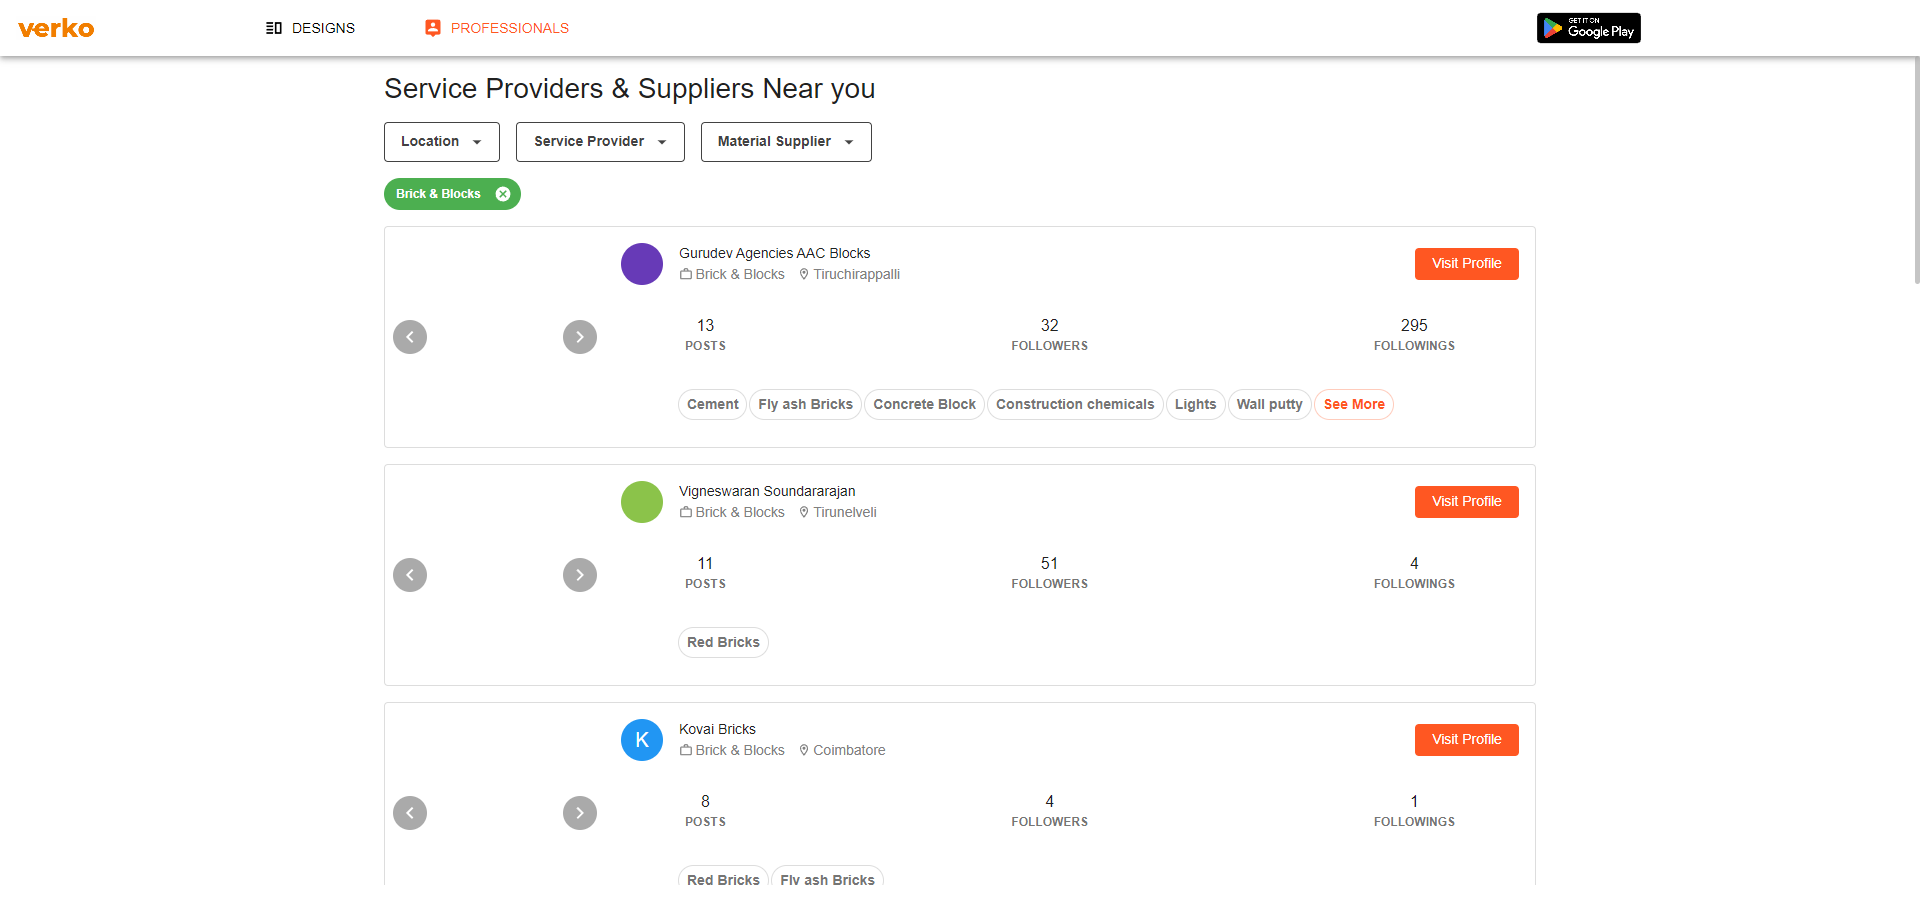 verko
DESIGNS
PROFESSIONALS
GET IT ON
Google Play
Service Providers & Suppliers Near you
Location
Service Provider
Material Supplier
Brick & Blocks
Gurudev Agencies AAC Blocks
Brick & Blocks
Tiruchirappalli
Visit Profile
13
32
295
POSTS
FOLLOWERS
FOLLOWINGS
Cement
Fly ash Bricks
Concrete Block
Construction chemicals
Lights
Wall putty
See More
Vigneswaran Soundararajan
Brick & Blocks
Tirunelveli
Visit Profile
11
51
4
POSTS
FOLLOWERS
FOLLOWINGS
Red Bricks
K
Kovai Bricks
Brick & Blocks
Coimbatore
Visit Profile
8
4
1
POSTS
FOLLOWERS
FOLLOWINGS
Red Bricks
Fly ash Bricks